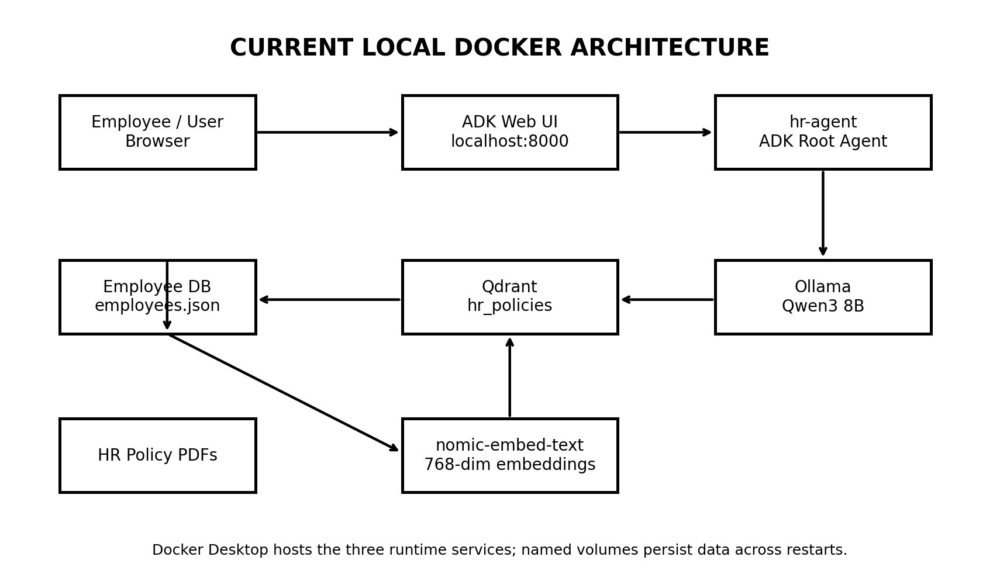 CURRENT LOCAL DOCKER ARCHITECTURE
Employee / User
Browser
ADK Web UI
localhost:8000
hr-agent
ADK Root Agent
Employee DB
employees.json
Qdrant
hr_policies
Ollama
Qwen3 8B
HR Policy PDFs
nomic-embed-text
768-dim embeddings
Docker Desktop hosts the three runtime services; named volumes persist data across restarts.